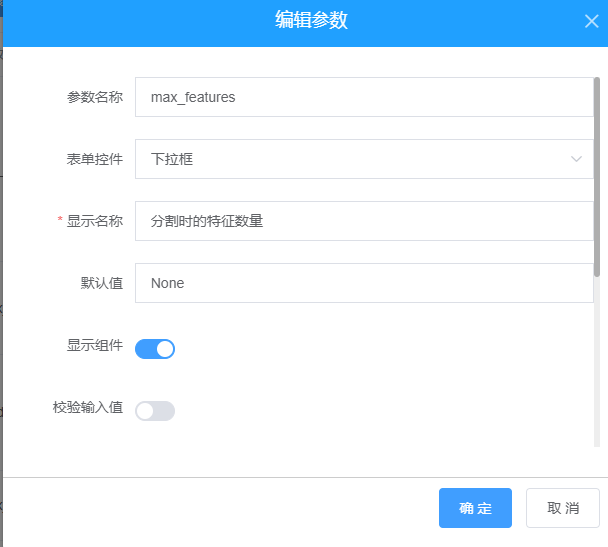 编辑参数
参数名称 max_features
表单控件 下拉框
* 显示名称 分割时的特征数量
默认值 None
显示组件
校验输入值
确 定 取 消